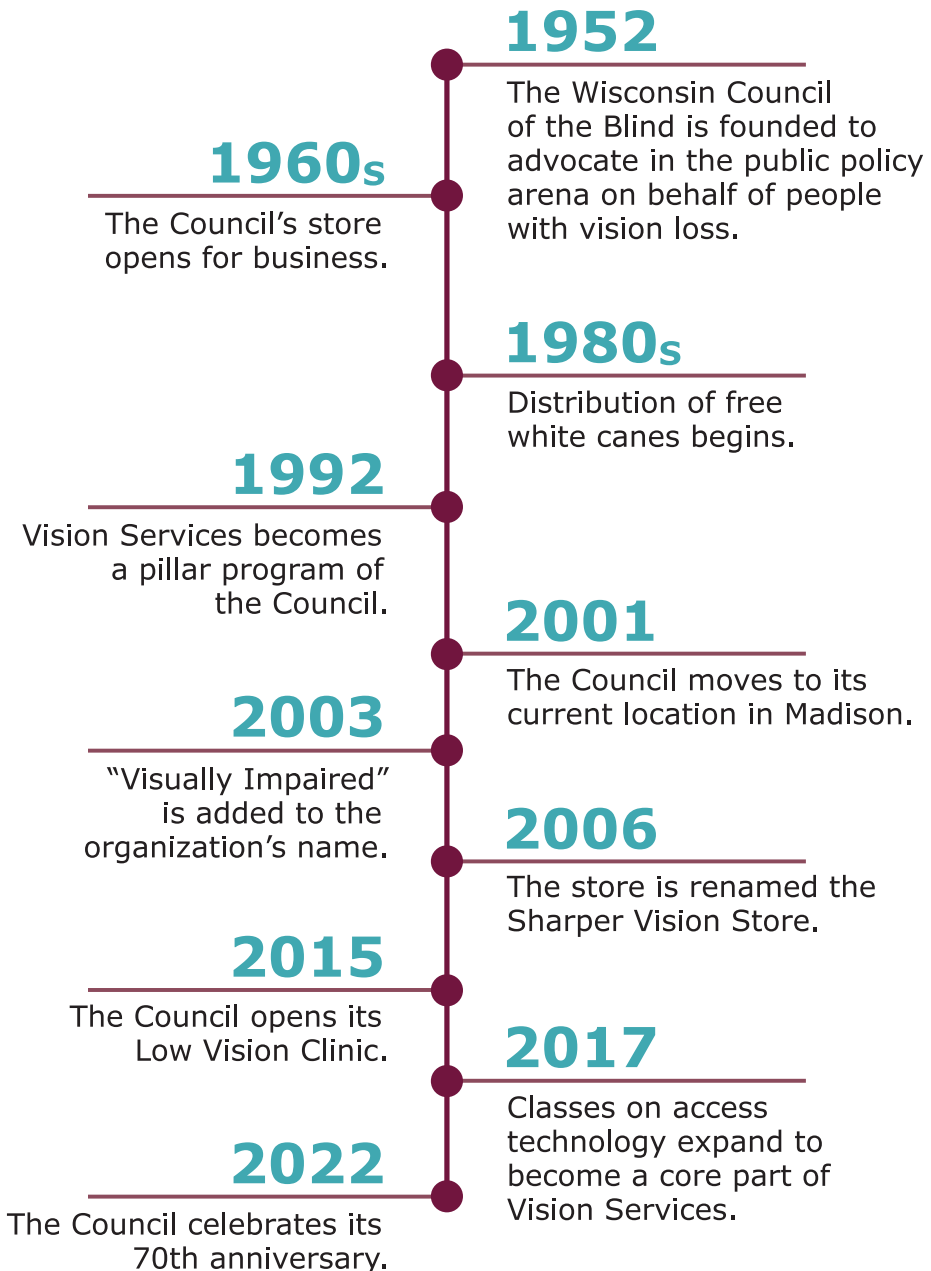 1952
The Wisconsin Council
of the Blind is founded to
advocate in the public policy
arena on behalf of people
with vision loss.
1960s
The Council’s store
opens for business.
1980s
Distribution of free
white canes begins.
1992
Vision Services becomes
a pillar program of
the Council.
2001
The Council moves to its
current location in Madison.
2003
“Visually Impaired”
is added to the
organization’s name.
2006
The store is renamed the
Sharper Vision Store.
2015
The Council opens its
Low Vision Clinic.
2017
Classes on access
technology expand to
become a core part of
Vision Services.
2022
The Council celebrates its
70th anniversary.